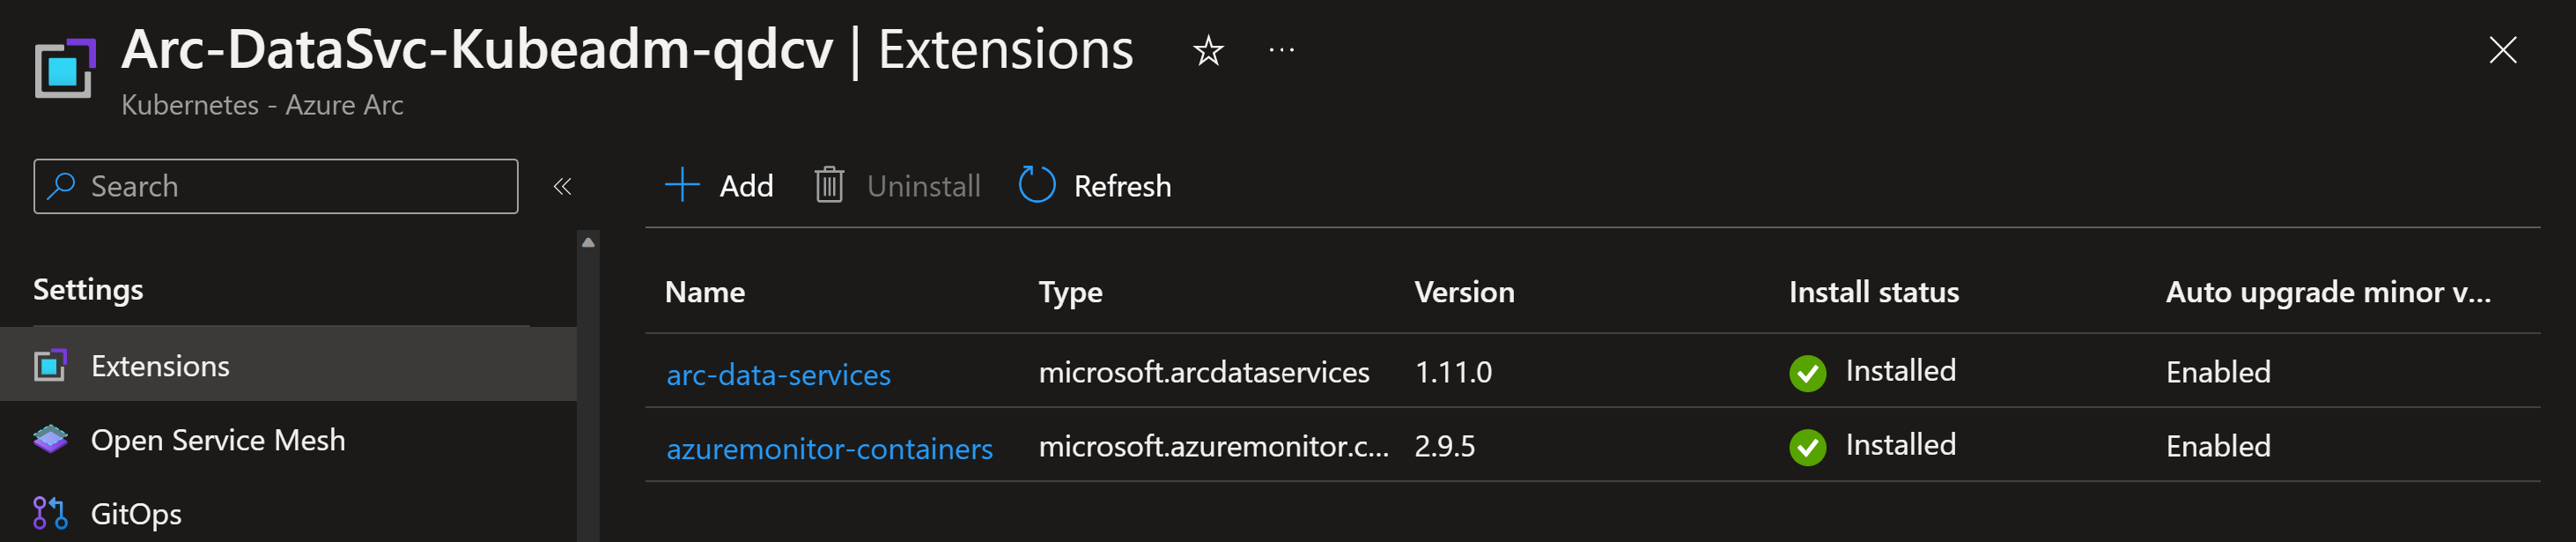 Arc-DataSvc-Kubeadm-qdcv | Extensions
Kubernetes - Azure Arc
Search
Settings
Extensions
Open Service Mesh
GitOps
Add Uninstall Refresh
Name Type Version Install status Auto upgrade minor v...
arc-data-services microsoft.arcdataservices 1.11.0 Installed Enabled
azuremonitor-containers microsoft.azuremonitor.c... 2.9.5 Installed Enabled